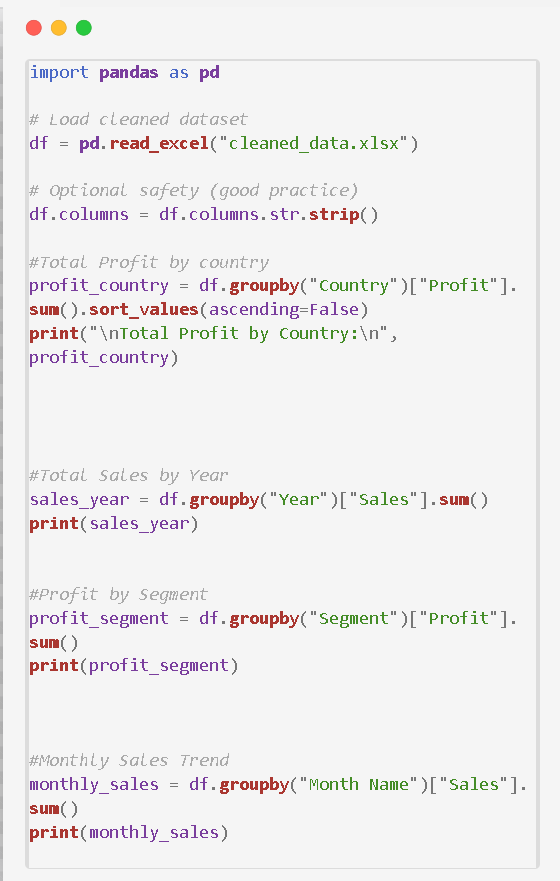 import pandas as pd
# Load cleaned dataset
df = pd.read_excel("cleaned_data.xlsx")
# Optional safety (good practice)
df.columns = df.columns.str.strip()
#Total Profit by country
profit_country = df.groupby("Country")["Profit"].
sum().sort_values(ascending=False)
print("\nTotal Profit by Country:\n",
profit_country)
#Total Sales by Year
sales_year = df.groupby("Year")["Sales"].sum()
print(sales_year)
#Profit by Segment
profit_segment = df.groupby("Segment")["Profit"].
sum()
print(profit_segment)
#Monthly Sales Trend
monthly_sales = df.groupby("Month Name")["Sales"].
sum()
print(monthly_sales)